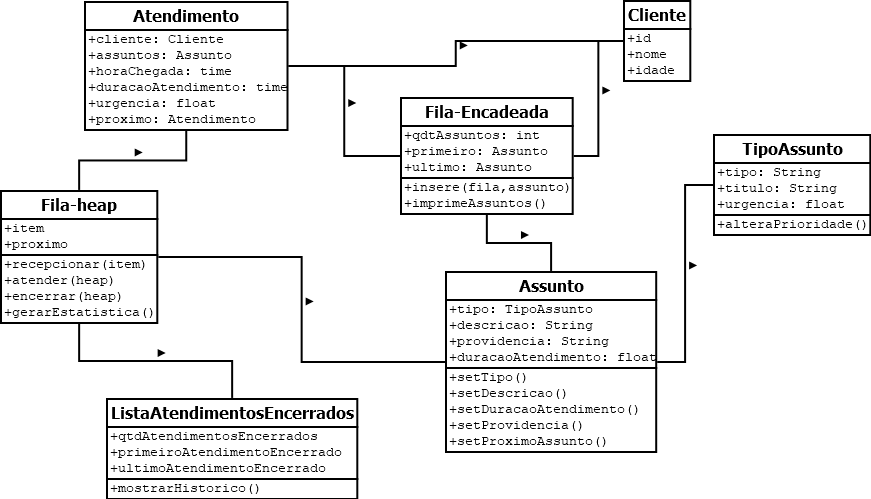 Atendimento
+cliente: Cliente
+assuntos: Assunto
+horaChegada: time
+duracaoAtendimento: time
+urgencia: float
+proximo: Atendimento
Cliente
+id
+nome
+idade
Fila-Encadeada
+qdtAssuntos: int
+primeiro: Assunto
+ultimo: Assunto
+insere(fila,assunto)
+imprimeAssuntos()
TipoAssunto
+tipo: String
+titulo: String
+urgencia: float
+alteraPrioridade()
Fila-heap
+item
+proximo
+recepcionar(item)
+atender(heap)
+encerrar(heap)
+gerarEstatistica()
Assunto
+tipo: TipoAssunto
+descricao: String
+providencia: String
+duracaoAtendimento: float
+setTipo()
+setDescricao()
+setDuracaoAtendimento()
+setProvidencia()
+setProximoAssunto()
ListaAtendimentosEncerrados
+qtdAtendimentosEncerrados
+primeiroAtendimentoEncerrado
+ultimoAtendimentoEncerrado
+mostrarHistorico()